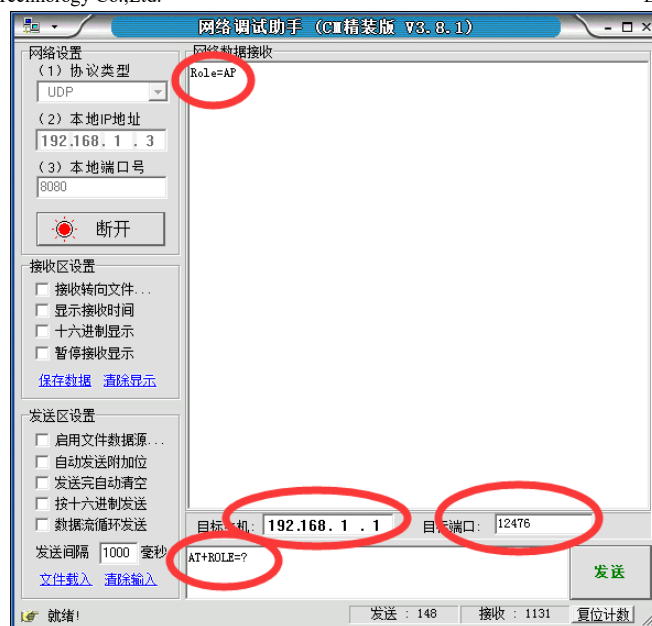 Technology Co.,Ltd.
网络调试助手 (CⅢ精装版 V3.8.1)
网络设置
(1) 协议类型
UDP
(2) 本地IP地址
192.168. 1 . 3
(3) 本地端口号
8080
断开
接收区设置
接收转向文件...
显示接收时间
十六进制显示
暂停接收显示
保存数据 清除显示
发送区设置
启用文件数据源...
自动发送附加位
发送完自动清空
按十六进制发送
数据流循环发送
发送间隔 1000 毫秒
文件载入 清除输入
网络数据接收
Role=AP
目标主机: 192.168. 1 . 1 目标端口: 12476
AT+ROLE=?
发送
就绪! 发送 : 148 接收 : 1131 复位计数